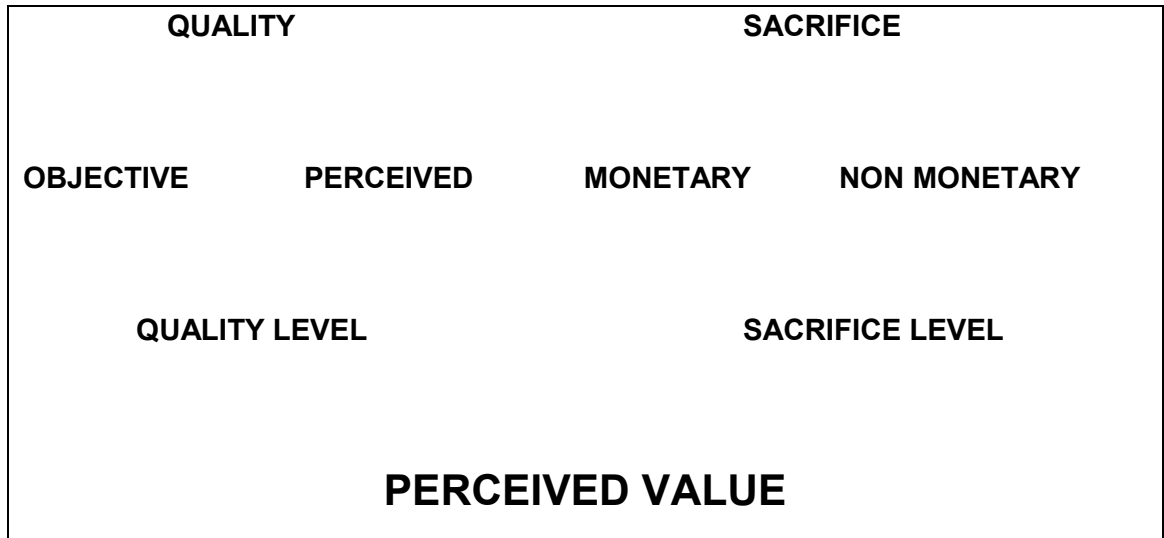 QUALITY SACRIFICE
OBJECTIVE PERCEIVED MONETARY NON MONETARY
QUALITY LEVEL SACRIFICE LEVEL
PERCEIVED VALUE